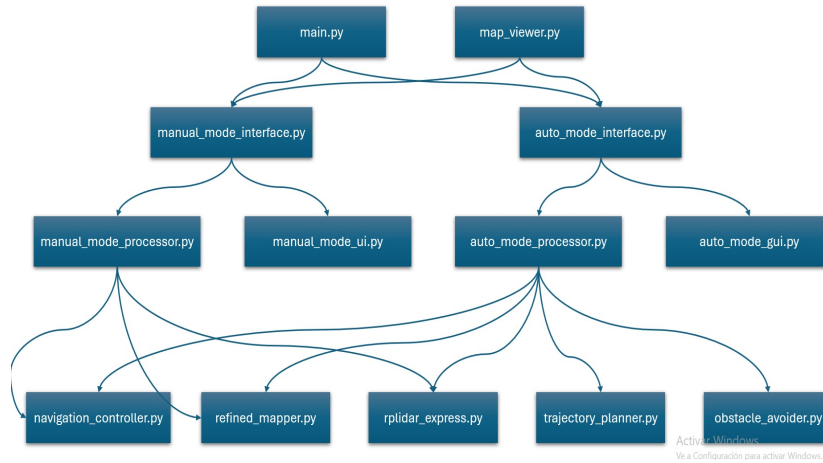 main.py
map_viewer.py
manual_mode_interface.py
auto_mode_interface.py
manual_mode_processor.py
manual_mode_ui.py
auto_mode_processor.py
auto_mode_gui.py
navigation_controller.py
refined_mapper.py
rplidar_express.py
trajectory_planner.py
obstacle_avoider.py
Activar Windows
Ve a Configuración para activar Windows.